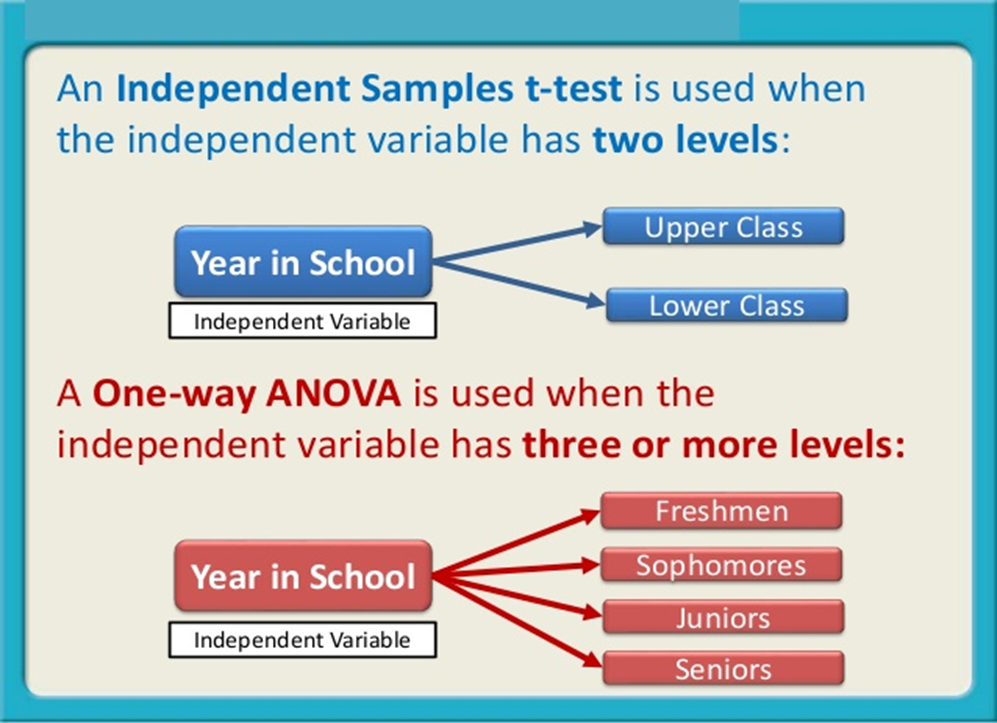 An Independent Samples t-test is used when
the independent variable has two levels:
Upper Class
Year in School
Lower Class
Independent Variable
A One-way ANOVA is used when the
independent variable has three or more levels:
Freshmen
Sophomores
Year in School
Juniors
Independent Variable
Seniors